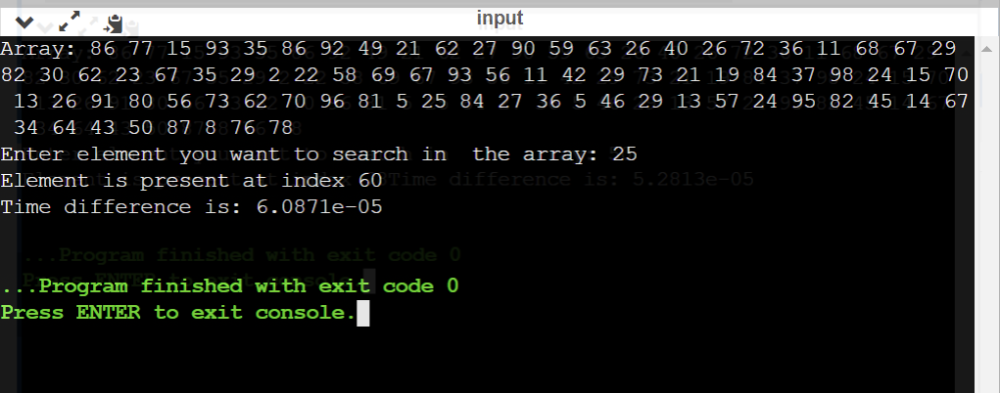 input
Array: 86 77 15 93 35 86 92 49 21 62 27 90 59 63 26 40 26 72 36 11 68 67 29
82 30 62 23 67 35 29 2 22 58 69 67 93 56 11 42 29 73 21 19 84 37 98 24 15 70
13 26 91 80 56 73 62 70 96 81 5 25 84 27 36 5 46 29 13 57 24 95 82 45 14 67
34 64 43 50 87 8 76 78
Enter element you want to search in  the array: 25
Element is present at index 60
Time difference is: 6.0871e-05
...Program finished with exit code 0
Press ENTER to exit console.